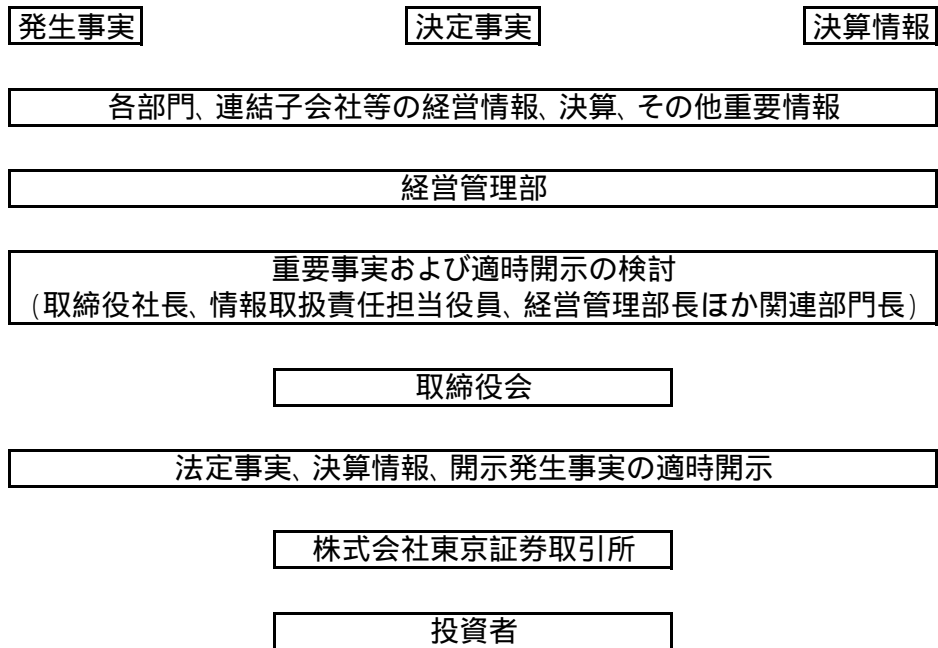 発生事実 決定事実 決算情報
各部門、連結子会社等の経営情報、決算、その他重要情報
経営管理部
重要事実および適時開示の検討
(取締役社長、情報取扱責任担当役員、経営管理部長ほか関連部門長)
取締役会
法定事実、決算情報、開示発生事実の適時開示
株式会社東京証券取引所
投資者